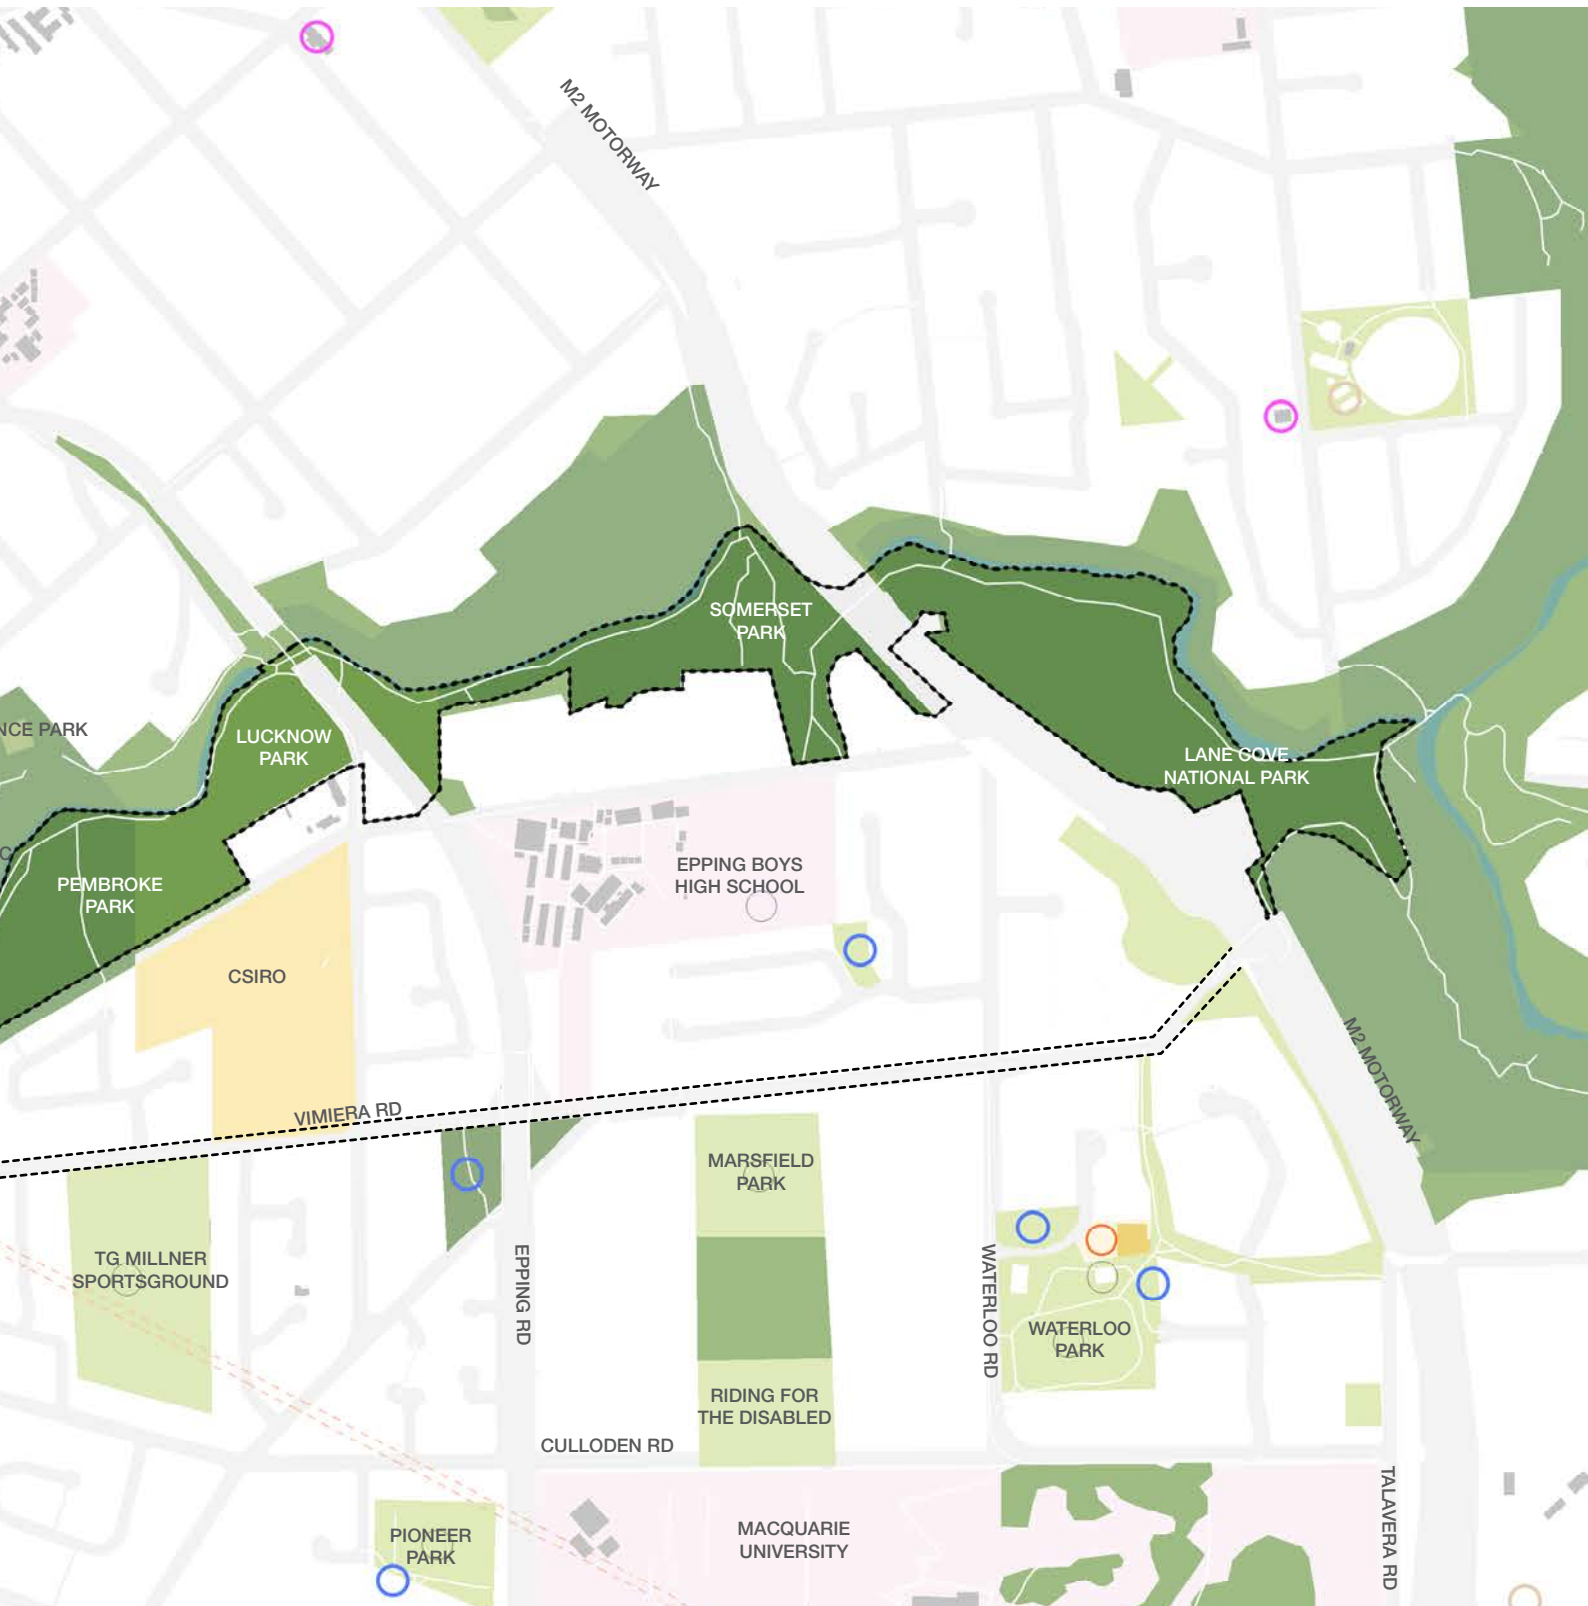 M2 MOTORWAY
SOMERSET
PARK
NCE PARK
LUCKNOW
PARK
LANE COVE
NATIONAL PARK
EPPING BOYS
HIGH SCHOOL
PEMBROKE
PARK
CSIRO
M2 MOTORWAY
VIMIERA RD
MARSFIELD
PARK
TG MILLNER
SPORTSGROUND
EPPING RD
WATERLOO RD
WATERLOO
PARK
RIDING FOR
THE DISABLED
CULLODEN RD
TALAVERA RD
PIONEER
PARK
MACQUARIE
UNIVERSITY